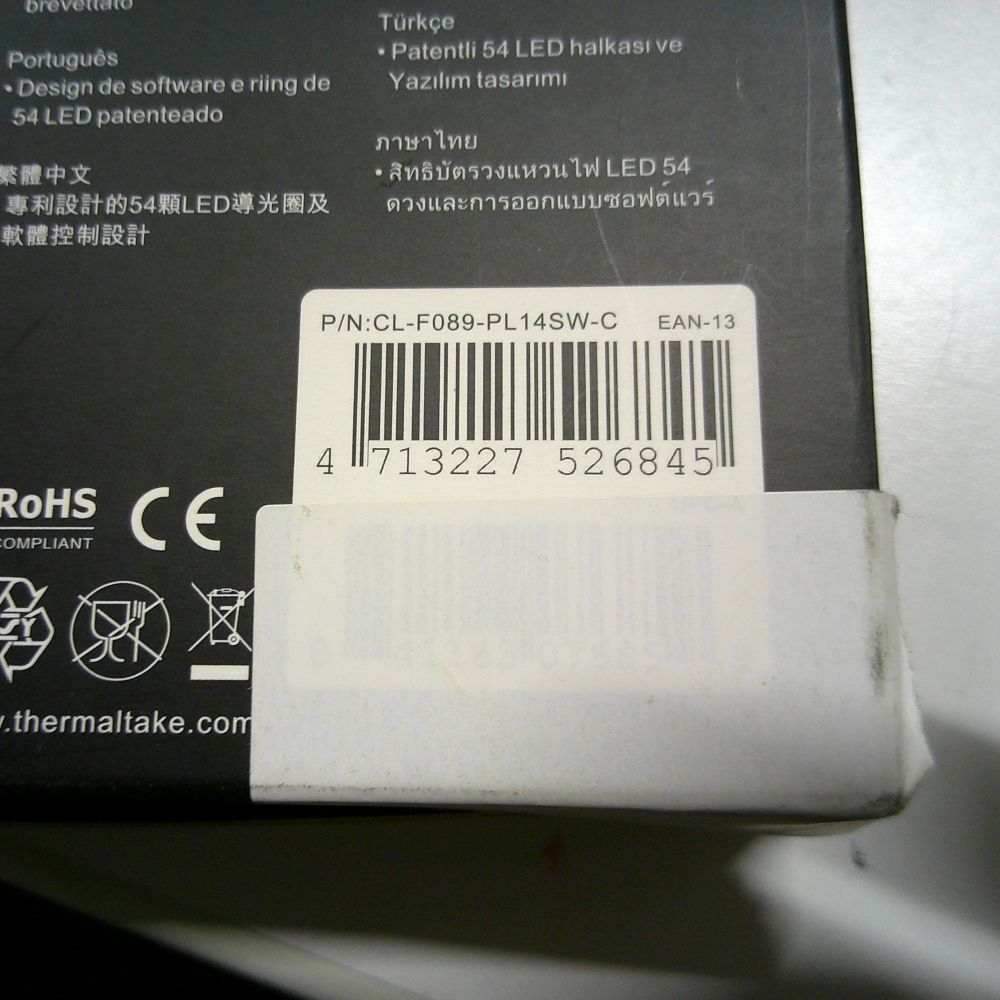 brevettato
Português
• Design de software e riing de
54 LED patenteado
繁體中文
專利設計的54顆LED導光圈及
軟體控制設計
Türkçe
• Patentli 54 LED halkası ve
Yazılım tasarımı
ภาษาไทย
• สิทธิบัตรวงแหวนไฟ LED 54
ดวงและการออกแบบซอฟต์แวร์
P/N:CL-F089-PL14SW-C EAN-13
4 713227 526845
RoHS
COMPLIANT
CE
.thermaltake.com